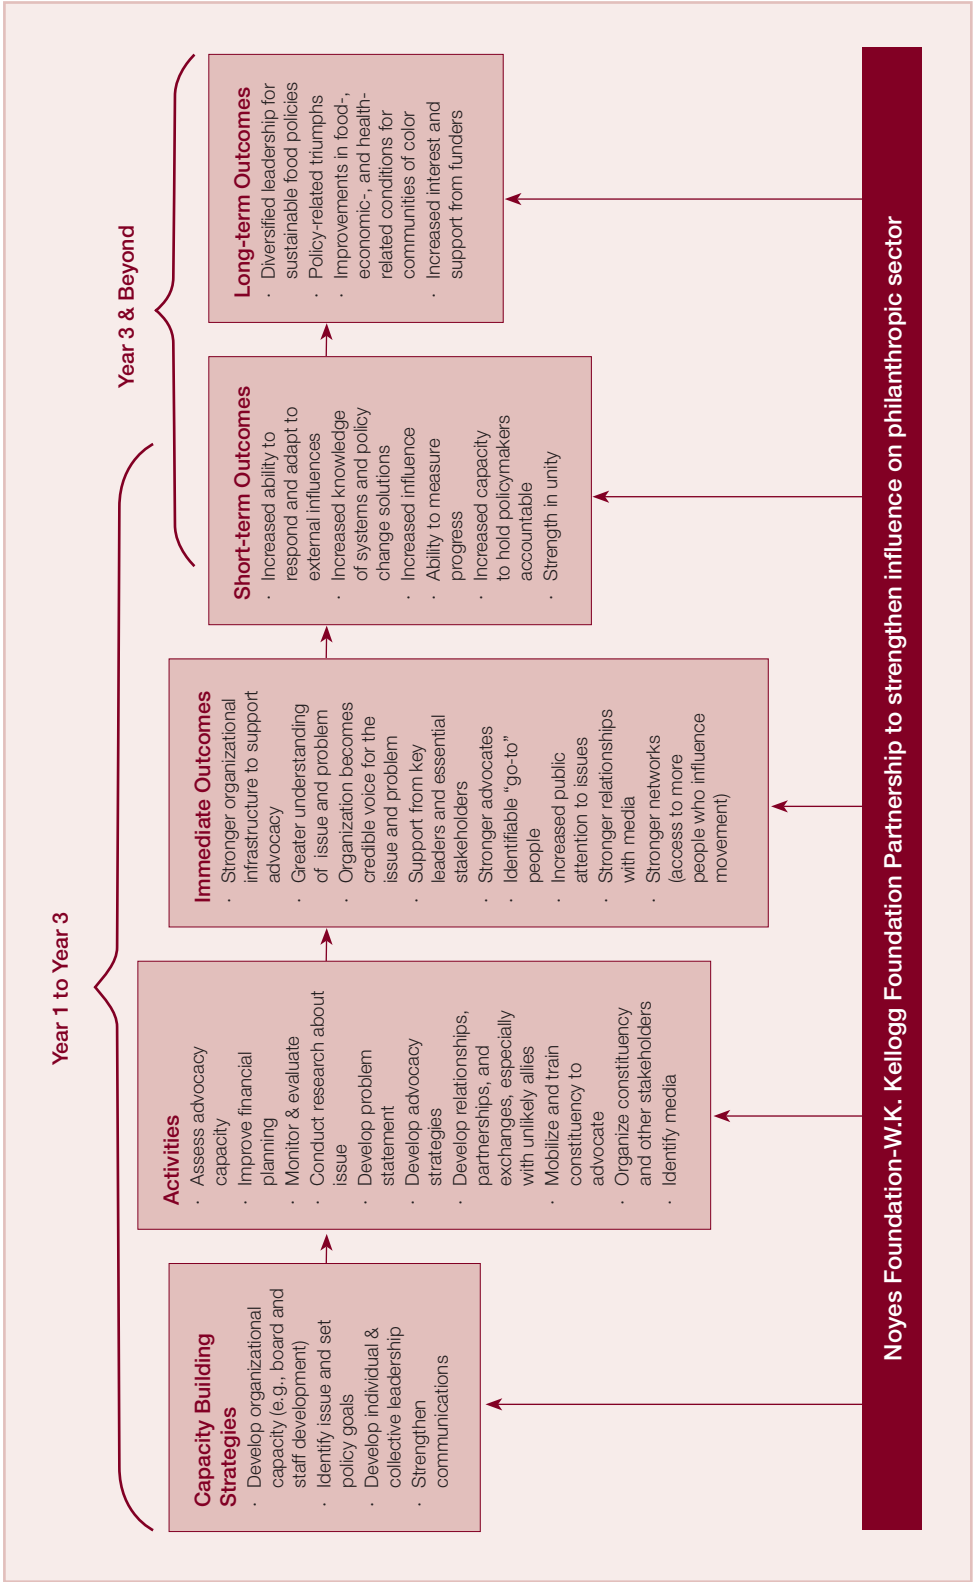 Year 1 to Year 3
Year 3 & Beyond
Capacity Building
Strategies
· Develop organizational
capacity (e.g., board and
staff development)
· Identify issue and set
policy goals
· Develop individual &
collective leadership
· Strengthen
communications
Activities
· Assess advocacy
capacity
· Improve financial
planning
· Monitor & evaluate
· Conduct research about
issue
· Develop problem
statement
· Develop advocacy
strategies
· Develop relationships,
partnerships, and
exchanges, especially
with unlikely allies
· Mobilize and train
constituency to
advocate
· Organize constituency
and other stakeholders
· Identify media
Immediate Outcomes
· Stronger organizational
infrastructure to support
advocacy
· Greater understanding
of issue and problem
· Organization becomes
credible voice for the
issue and problem
· Support from key
leaders and essential
stakeholders
· Stronger advocates
· Identifiable “go-to”
people
· Increased public
attention to issues
· Stronger relationships
with media
· Stronger networks
(access to more
people who influence
movement)
Short-term Outcomes
· Increased ability to
respond and adapt to
external influences
· Increased knowledge
of systems and policy
change solutions
· Increased influence
· Ability to measure
progress
· Increased capacity
to hold policymakers
accountable
· Strength in unity
Long-term Outcomes
· Diversified leadership for
sustainable food policies
· Policy-related triumphs
· Improvements in food-,
economic-, and health-
related conditions for
communities of color
· Increased interest and
support from funders
Noyes Foundation-W.K. Kellogg Foundation Partnership to strengthen influence on philanthropic sector